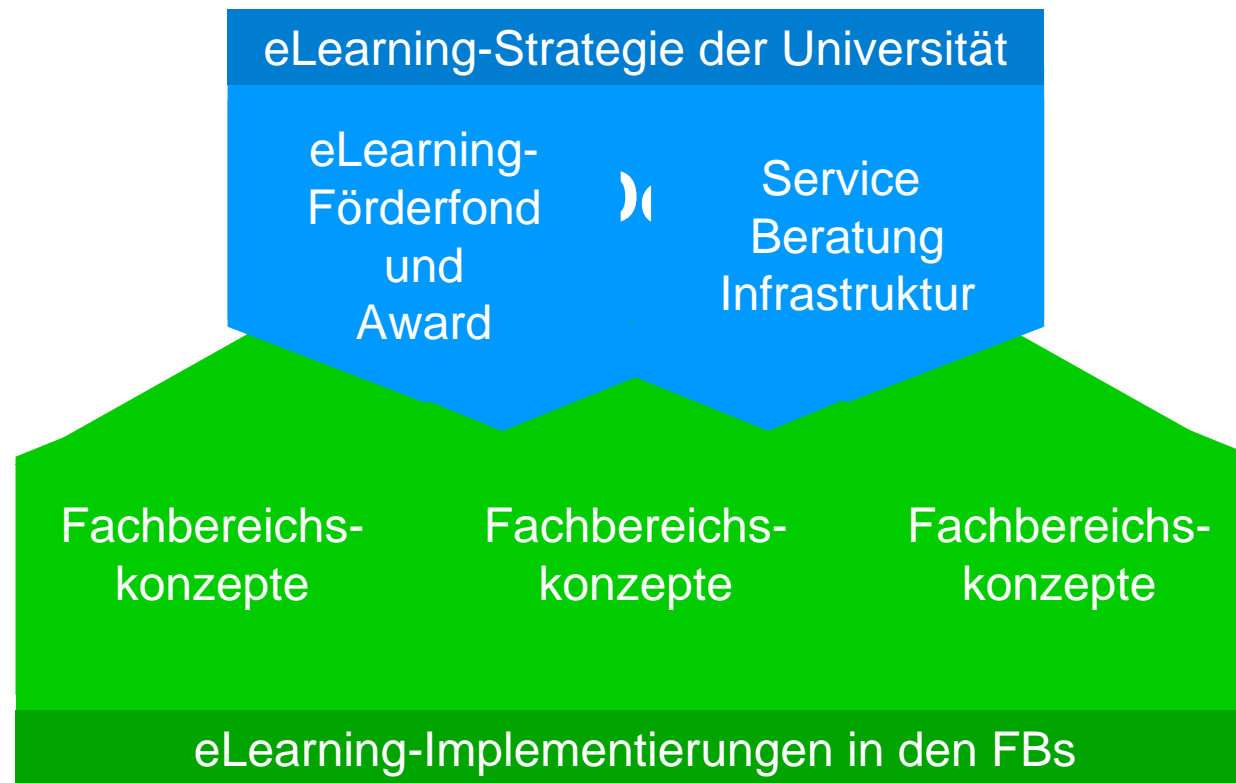 eLearning-Strategie der Universität
eLearning-
Förderfond
und
Award
Service
Beratung
Infrastruktur
Fachbereichs-
konzepte
Fachbereichs-
konzepte
Fachbereichs-
konzepte
eLearning-Implementierungen in den FBs